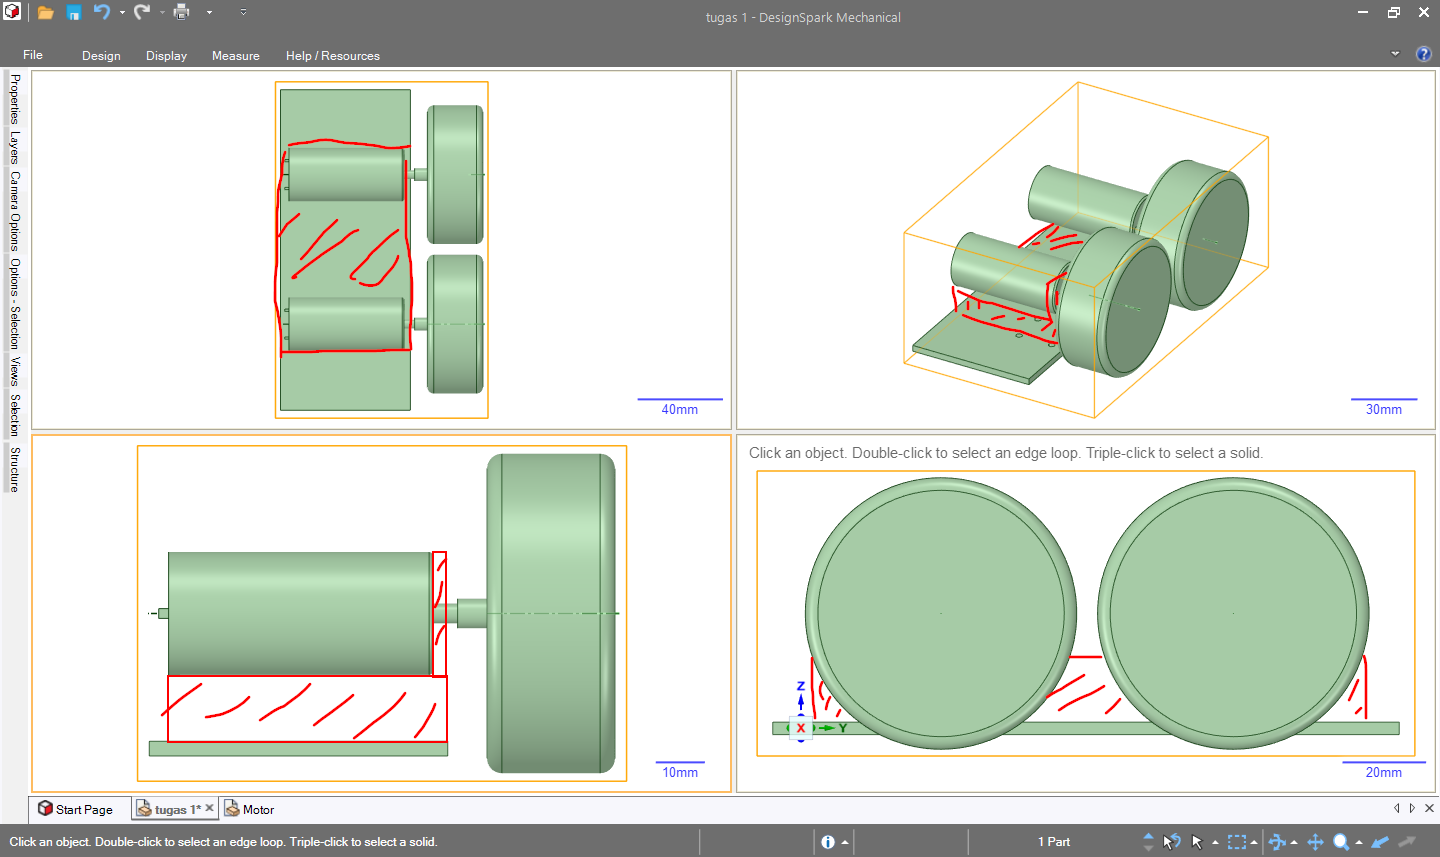 tugas 1 - DesignSpark Mechanical
File
Design
Display
Measure
Help / Resources
Properties
Layers
Camera Options
Options - Selection
Views
Selection
Structure
40mm
30mm
Click an object. Double-click to select an edge loop. Triple-click to select a solid.
Z
X
Y
10mm
20mm
Start Page
tugas 1*
Motor
Click an object. Double-click to select an edge loop. Triple-click to select a solid.
1 Part